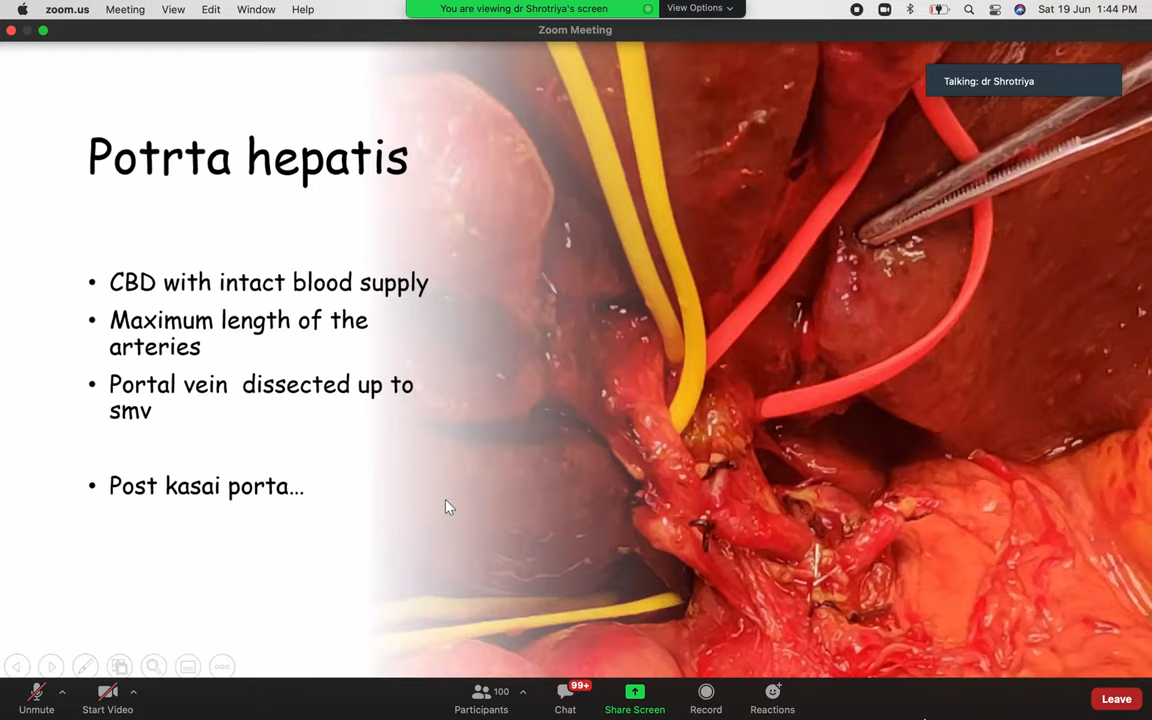 zoom.us Meeting View Edit Window Help
You are viewing dr Shrotriya's screen
View Options
Sat 19 Jun 1:44 PM
Zoom Meeting
Talking: dr Shrotriya
Potrta hepatis
• CBD with intact blood supply
• Maximum length of the
arteries
• Portal vein dissected up to
smv
• Post kasai porta...
Unmute
Start Video
100
Participants
99+
Chat
Share Screen
Record
Reactions
Leave